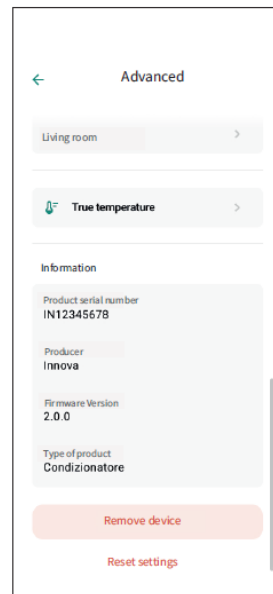 Advanced
Living room
True temperature
Information
Product serial number
IN12345678
Producer
Innova
Firmware Version
2.0.0
Type of product
Condizionatore
Remove device
Reset settings